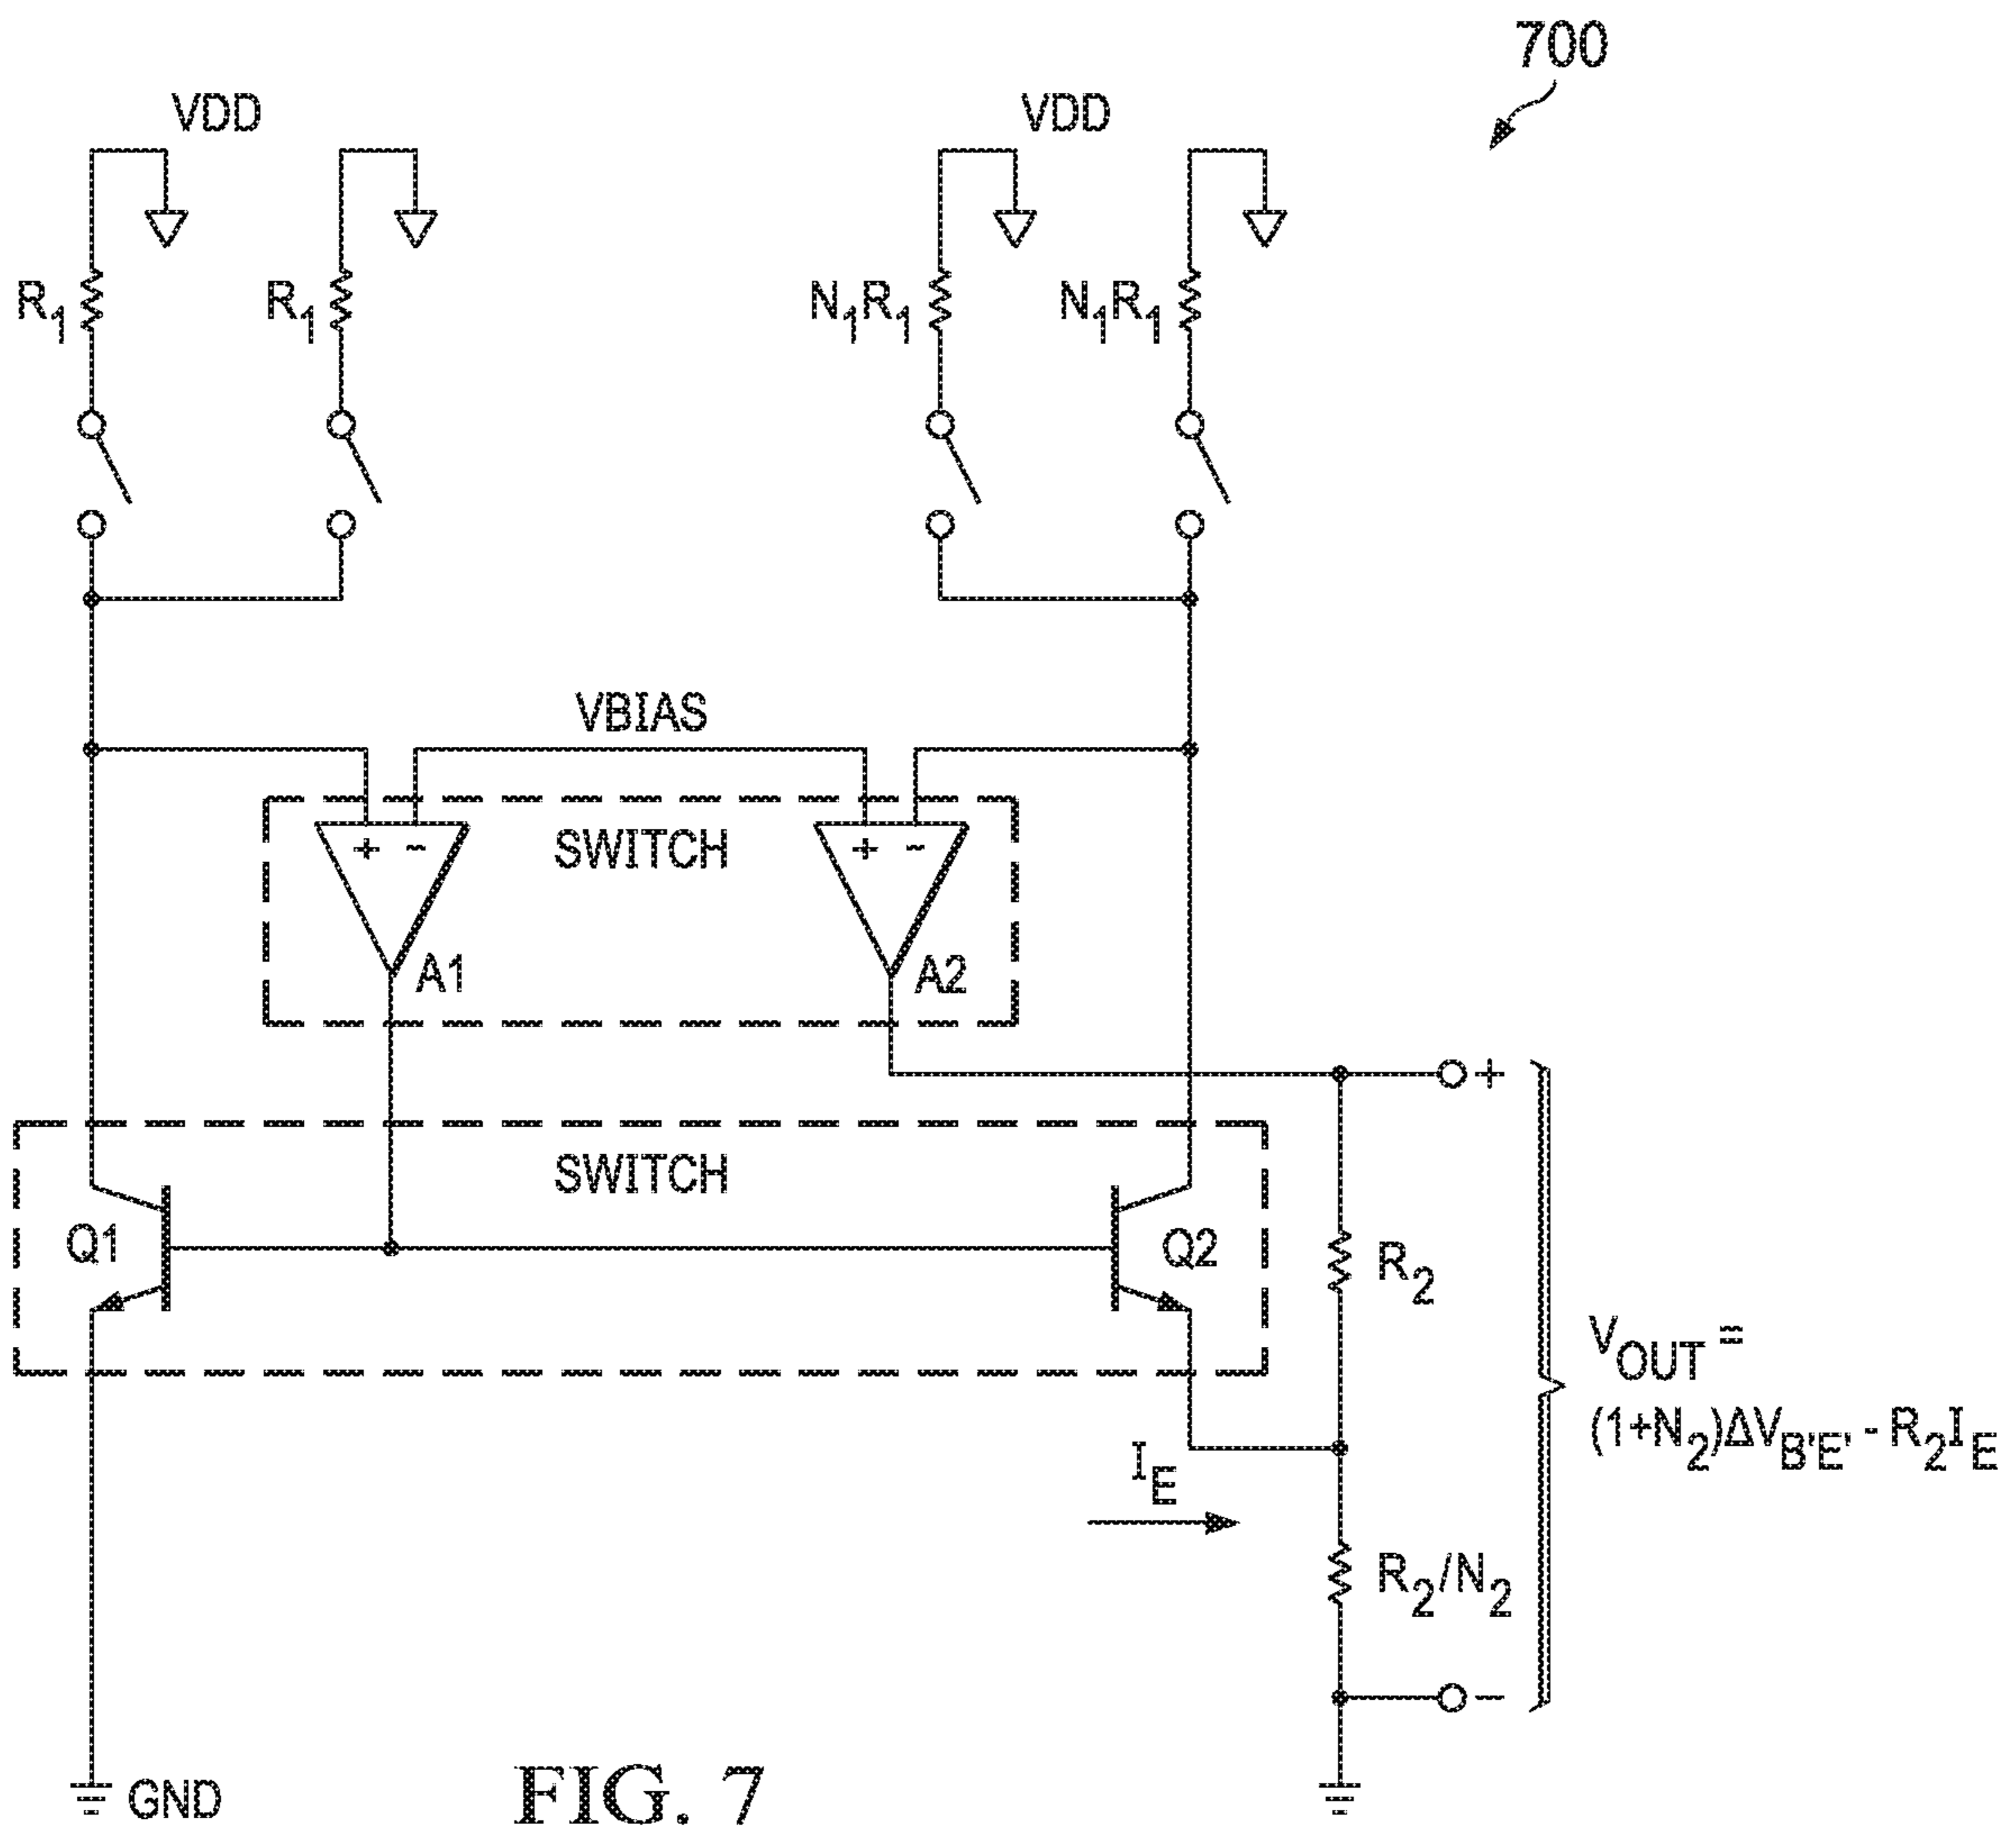 700
VDD
VDD
R1
R1
N1R1
N1R1
VBIAS
+ -
SWITCH
+ -
A1
A2
+
SWITCH
Q1
Q2
R2
VOUT =
(1+N2)ΔVB'E' - R2IE
IE
R2/N2
-
GND
FIG. 7